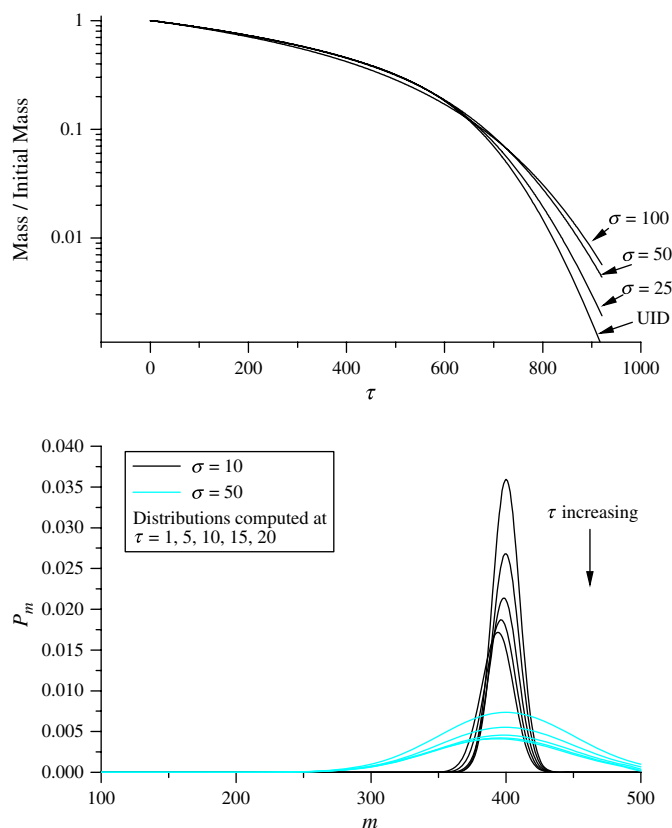 1
0.1
0.01
Mass / Initial Mass
σ = 100
σ = 50
σ = 25
UID
0 200 400 600 800 1000
τ
0.040
0.035
0.030
0.025
0.020
0.015
0.010
0.005
0.000
P_m
σ = 10
σ = 50
Distributions computed at
τ = 1, 5, 10, 15, 20
τ increasing
100 200 300 400 500
m